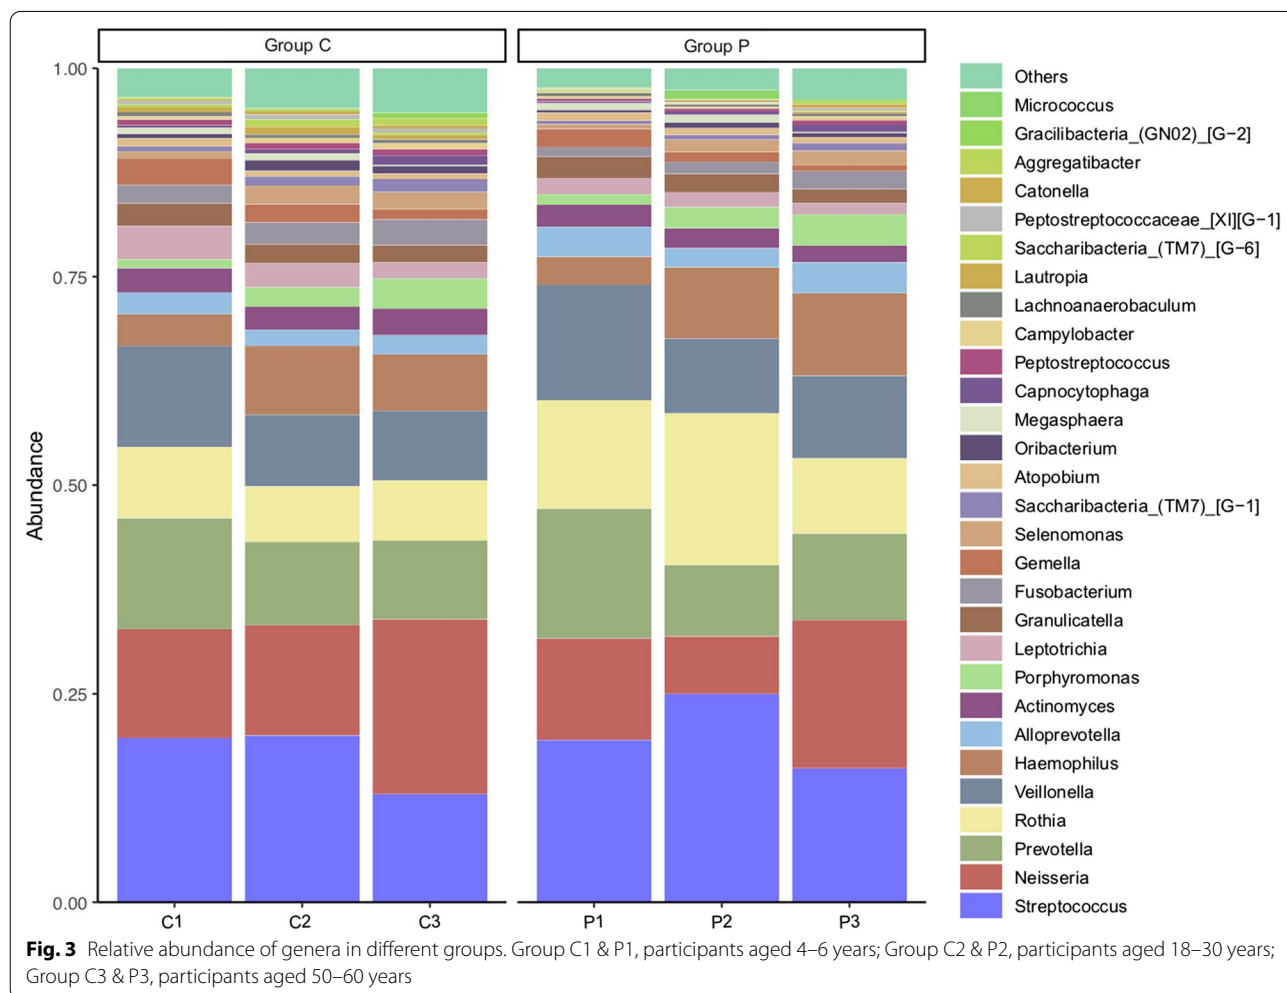 Group C
Group P
1.00
0.75
0.50
0.25
0.00
Abundance
C1
C2
C3
P1
P2
P3
Others
Micrococcus
Gracilibacteria_(GN02)_[G−2]
Aggregatibacter
Catonella
Peptostreptococcaceae_[XI][G−1]
Saccharibacteria_(TM7)_[G−6]
Lautropia
Lachnoanaerobaculum
Campylobacter
Peptostreptococcus
Capnocytophaga
Megasphaera
Oribacterium
Atopobium
Saccharibacteria_(TM7)_[G−1]
Selenomonas
Gemella
Fusobacterium
Granulicatella
Leptotrichia
Porphyromonas
Actinomyces
Alloprevotella
Haemophilus
Veillonella
Rothia
Prevotella
Neisseria
Streptococcus
Fig. 3 Relative abundance of genera in different groups. Group C1 & P1, participants aged 4–6 years; Group C2 & P2, participants aged 18–30 years;
Group C3 & P3, participants aged 50–60 years